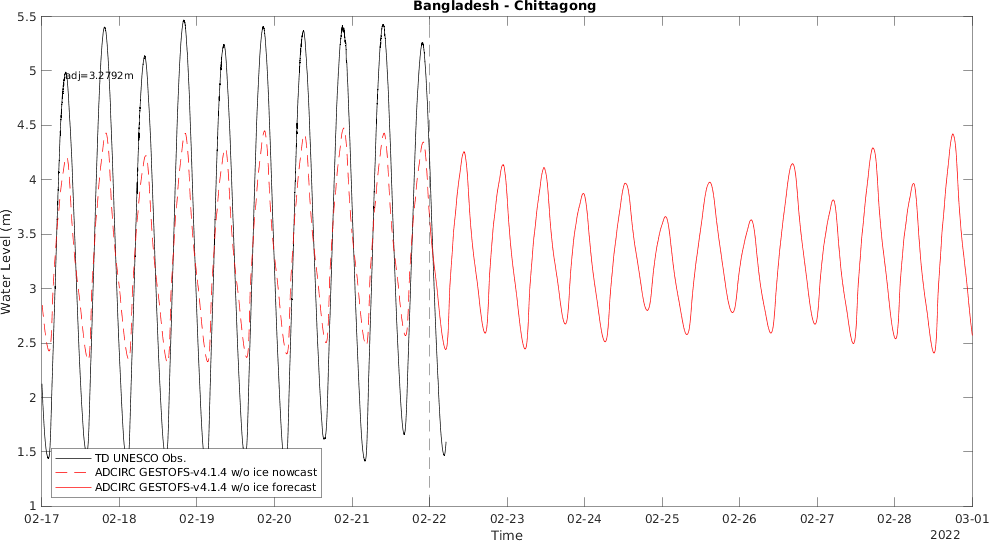 Bangladesh - Chittagong
5.5
5
4.5
4
3.5
3
2.5
2
1.5
1
Water Level (m)
adj=3.2792m
TD UNESCO Obs.
ADCIRC GESTOFS-v4.1.4 w/o ice nowcast
ADCIRC GESTOFS-v4.1.4 w/o ice forecast
02-17 02-18 02-19 02-20 02-21 02-22 02-23 02-24 02-25 02-26 02-27 02-28 03-01
Time
2022